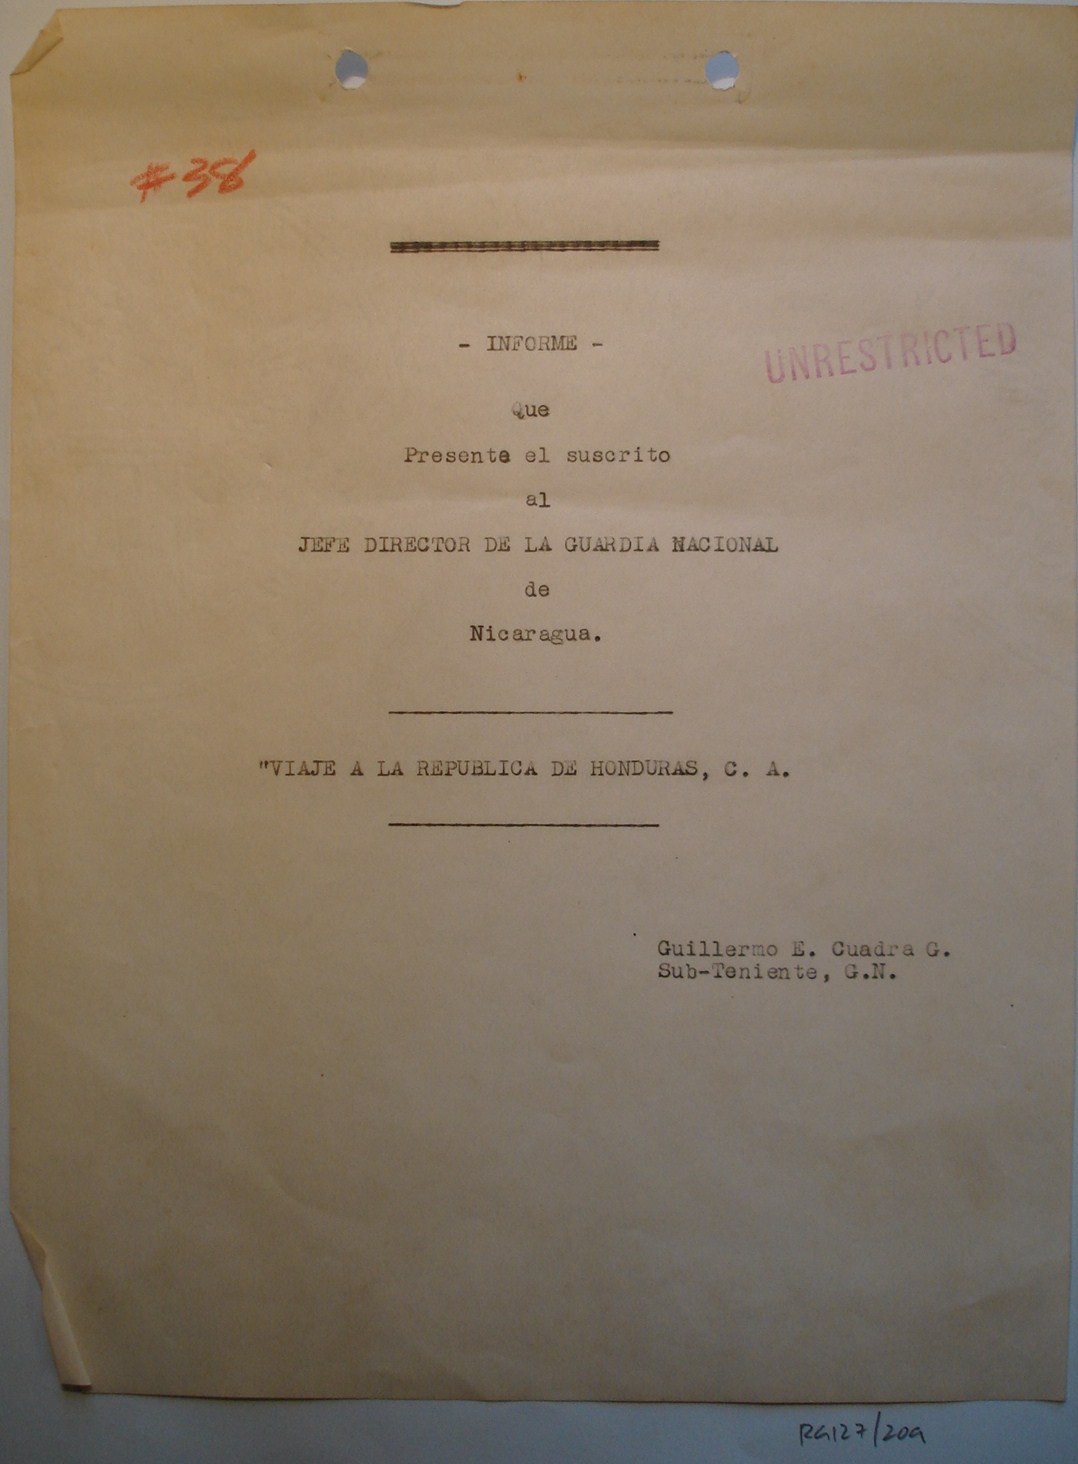 #38
- INFORME -
UNRESTRICTED
Que
Presenta el suscrito
al
JEFE DIRECTOR DE LA GUARDIA NACIONAL
de
Nicaragua.
"VIAJE A LA REPUBLICA DE HONDURAS, C. A.
Guillermo E. Cuadra G.
Sub-Teniente, G.N.
RG127/209